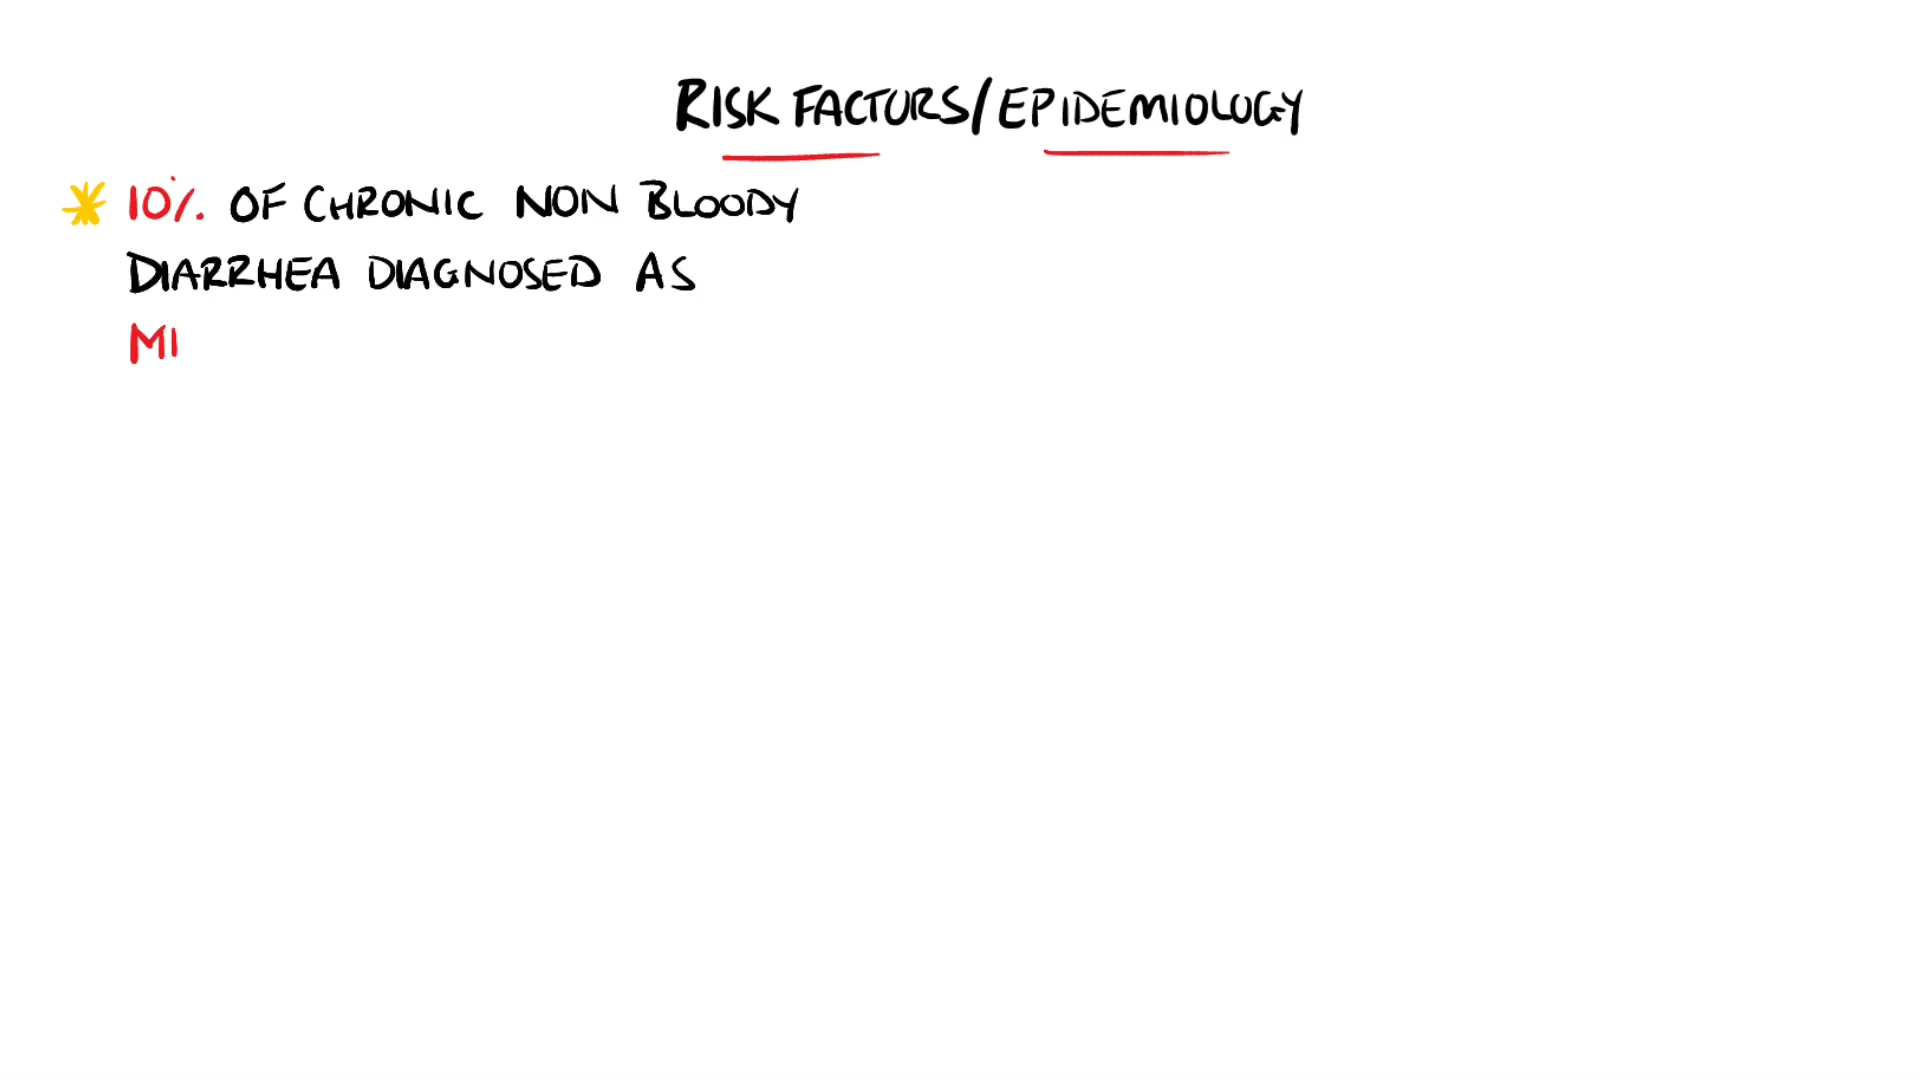 RISK FACTORS/EPIDEMIOLOGY
10% OF CHRONIC NON BLOODY
DIARRHEA DIAGNOSED AS
MI